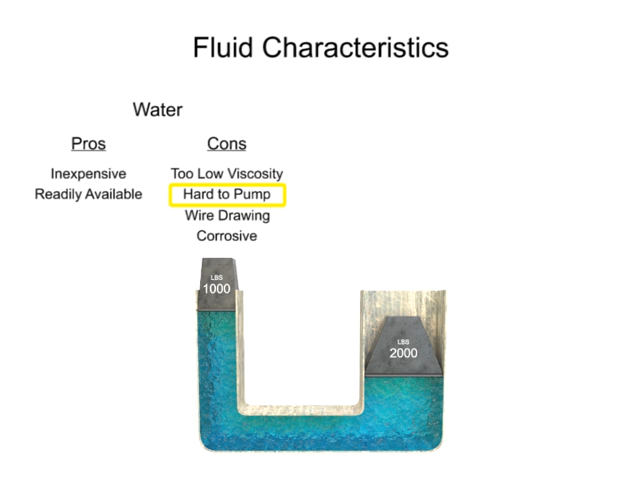 Fluid Characteristics
Water
Pros
Cons
Inexpensive
Too Low Viscosity
Readily Available
Hard to Pump
Wire Drawing
Corrosive
LBS
1000
LBS
2000